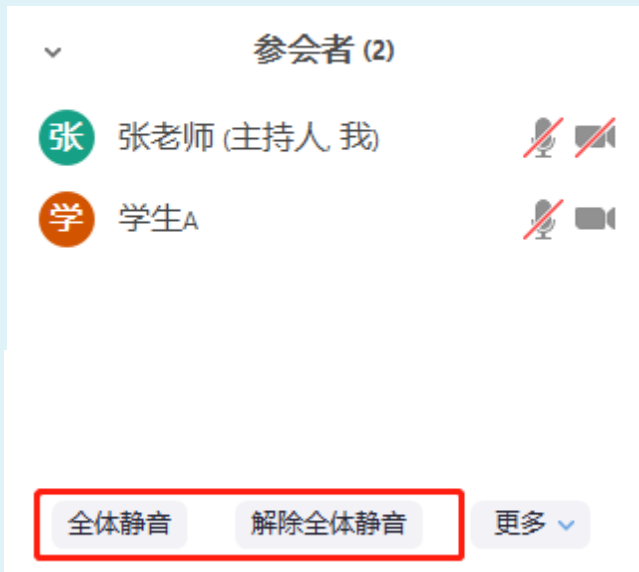 参会者 (2)
张 张老师 (主持人, 我)
学 学生A
全体静音 解除全体静音 更多